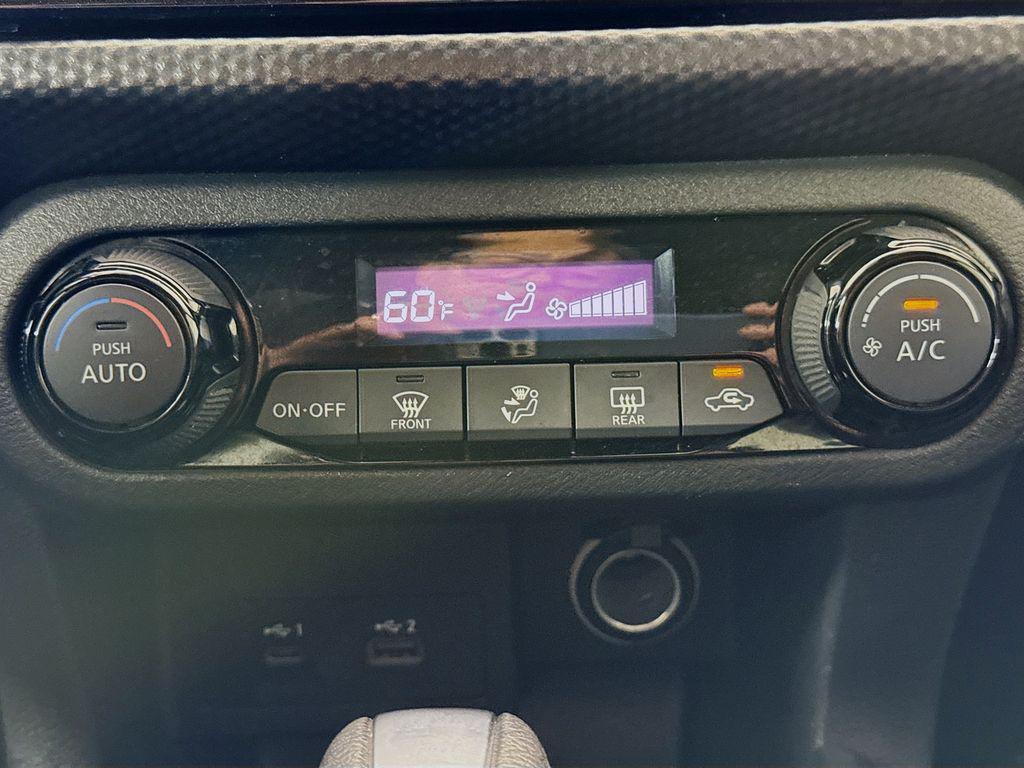 60°F
PUSH
AUTO
PUSH
A/C
ON·OFF
FRONT
REAR
1
2